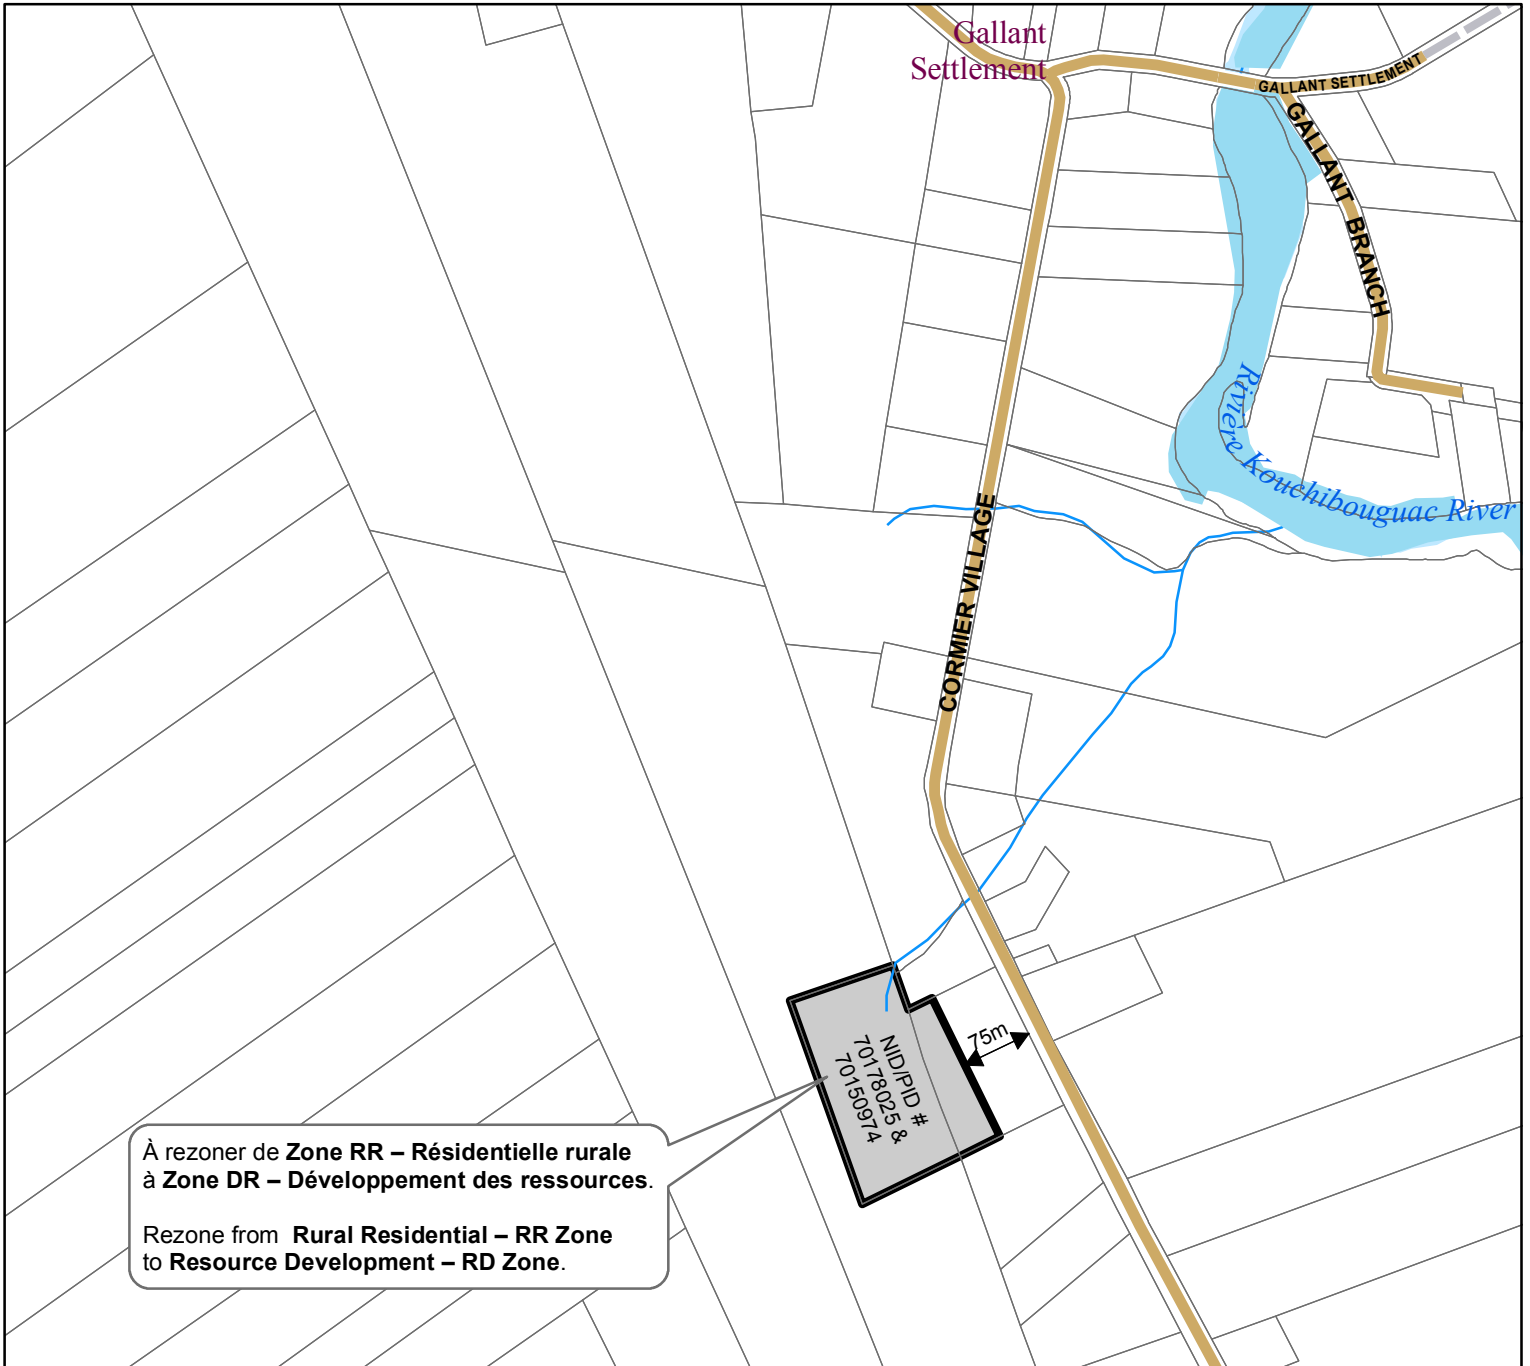 Gallant
Settlement
GALLANT SETTLEMENT
GALLANT BRANCH
Rivière Kouchibouguac River
CORMIER VILLAGE
75m
NID/PID #
70178025 &
70150974
À rezoner de Zone RR – Résidentielle rurale
à Zone DR – Développement des ressources.
Rezone from Rural Residential – RR Zone
to Resource Development – RD Zone.